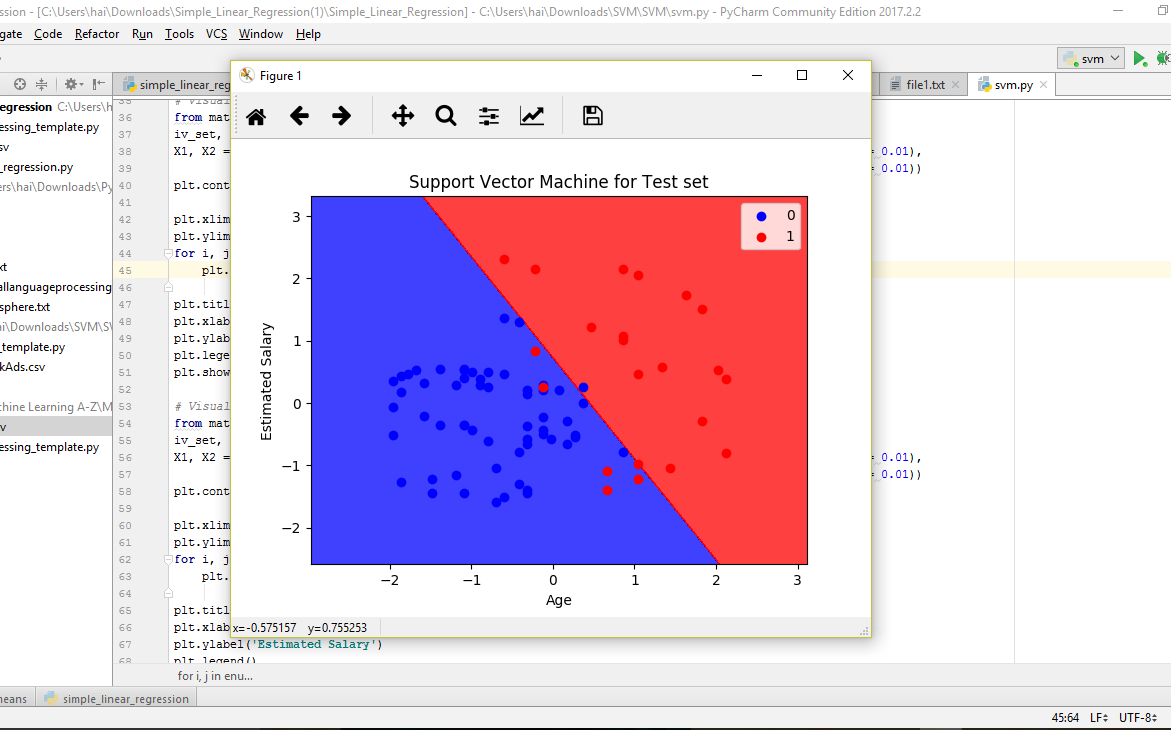 ssion - [C:\Users\hai\Downloads\Simple_Linear_Regression(1)\Simple_Linear_Regression] - C:\Users\hai\Downloads\SVM\SVM\svm.py - PyCharm Community Edition 2017.2.2
gate Code Refactor Run Tools VCS Window Help
svm
simple_linear_reg
file1.txt
svm.py
egression C:\Users\h
essing_template.py
sv
_regression.py
ers\hai\Downloads\Py
xt
allanguageprocessing
sphere.txt
ai\Downloads\SVM\S\
_template.py
kAds.csv
chine Learning A-Z\M
v
essing_template.py
35 # Visual
36 from mat
37 iv_set,
38 X1, X2 = = 0.01),
39 = 0.01))
40 plt.cont
41
42 plt.xlim
43 plt.ylim
44 for i, j
45 plt.
46
47 plt.titl
48 plt.xlab
49 plt.ylab
50 plt.lege
51 plt.show
52
53 # Visual
54 from mat
55 iv_set,
56 X1, X2 = = 0.01),
57 = 0.01))
58 plt.cont
59
60 plt.xlim
61 plt.ylim
62 for i, j
63 plt.
64
65 plt.titl
66 plt.xlab
67 plt.ylabel('Estimated Salary')
68 plt.legend()
Figure 1
Support Vector Machine for Test set
0
1
Estimated Salary
3
2
1
0
−1
−2
−2 −1 0 1 2 3
Age
x=-0.575157 y=0.755253
for i, j in enu...
means
simple_linear_regression
45:64 LF÷ UTF-8÷